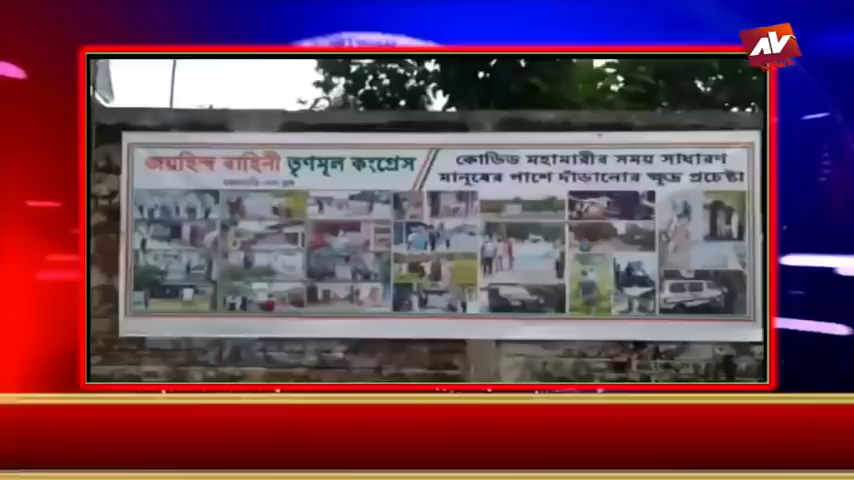 AV
জয়হিন্দ বাহিনী তৃণমূল কংগ্রেস
কোভিড মহামারীর সময় সাধারণ
মানুষের পাশে দাঁড়ানোর ক্ষুদ্র প্রচেষ্টা